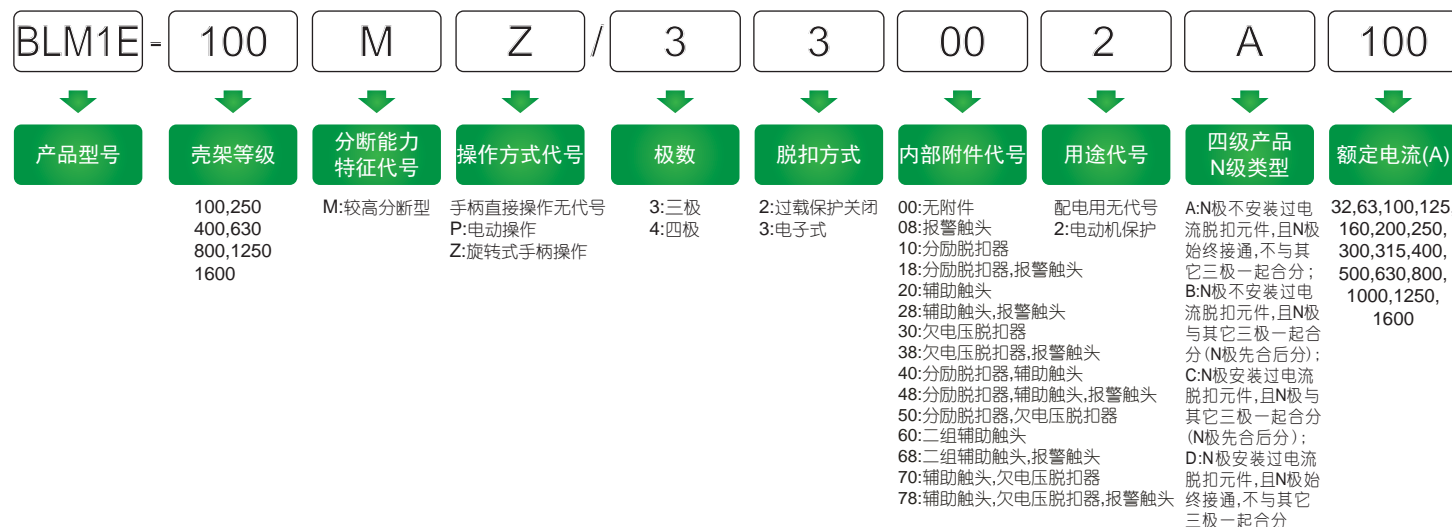 BLM1E - 100 M Z / 3 3 00 2 A 100
产品型号
壳架等级
分断能力
特征代号
操作方式代号
极数
脱扣方式
内部附件代号
用途代号
四级产品
N级类型
额定电流(A)
100,250
400,630
800,1250
1600
M:较高分断型
手柄直接操作无代号
P:电动操作
Z:旋转式手柄操作
3:三极
4:四极
2:过载保护关闭
3:电子式
00:无附件
08:报警触头
10:分励脱扣器
18:分励脱扣器,报警触头
20:辅助触头
28:辅助触头,报警触头
30:欠电压脱扣器
38:欠电压脱扣器,报警触头
40:分励脱扣器,辅助触头
48:分励脱扣器,辅助触头,报警触头
50:分励脱扣器,欠电压脱扣器
60:二组辅助触头
68:二组辅助触头,报警触头
70:辅助触头,欠电压脱扣器
78:辅助触头,欠电压脱扣器,报警触头
配电用无代号
2:电动机保护
A:N极不安装过电
流脱扣元件,且N极
始终接通,不与其
它三极一起合分;
B:N极不安装过电
流脱扣元件,且N极
与其它三极一起合
分(N极先合后分);
C:N极安装过电流
脱扣元件,且N极与
其它三极一起合分
(N极先合后分);
D:N极安装过电流
脱扣元件,且N极始
终接通,不与其它
三极一起合分
32,63,100,125
160,200,250,
300,315,400,
500,630,800,
1000,1250,
1600